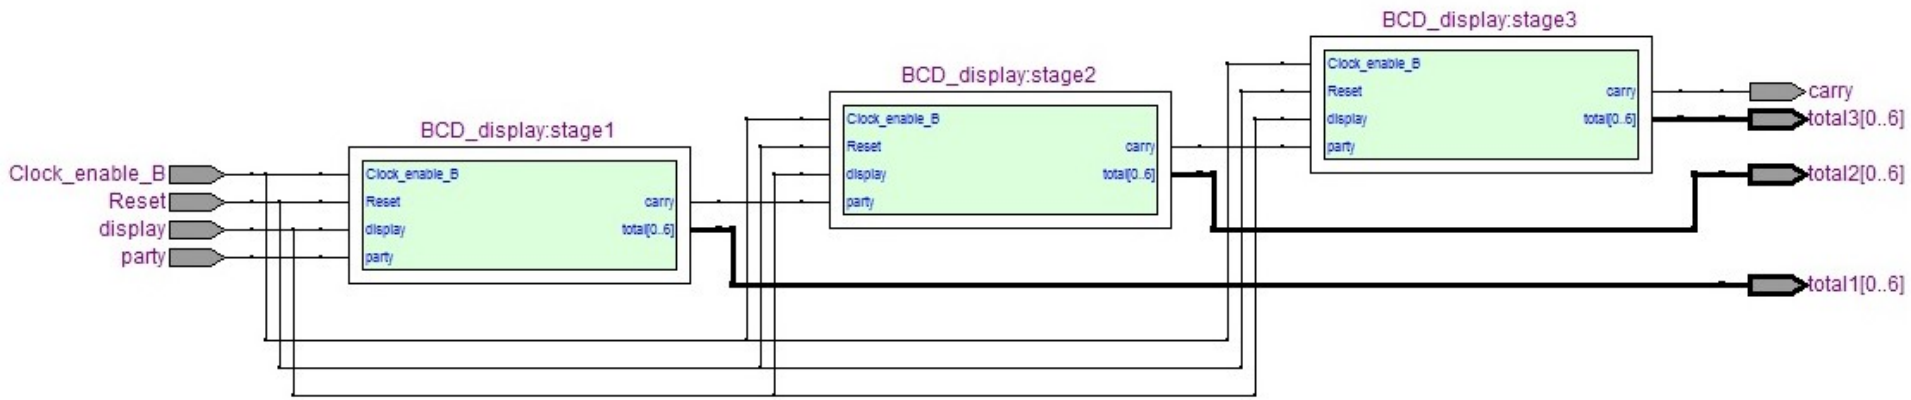 BCD_display:stage3
Clock_enable_B
Reset
carry
display
total[0..6]
party
carry
total3[0..6]
total2[0..6]
total1[0..6]
BCD_display:stage2
Clock_enable_B
Reset
carry
display
total[0..6]
party
BCD_display:stage1
Clock_enable_B
Reset
carry
display
total[0..6]
party
Clock_enable_B
Reset
display
party